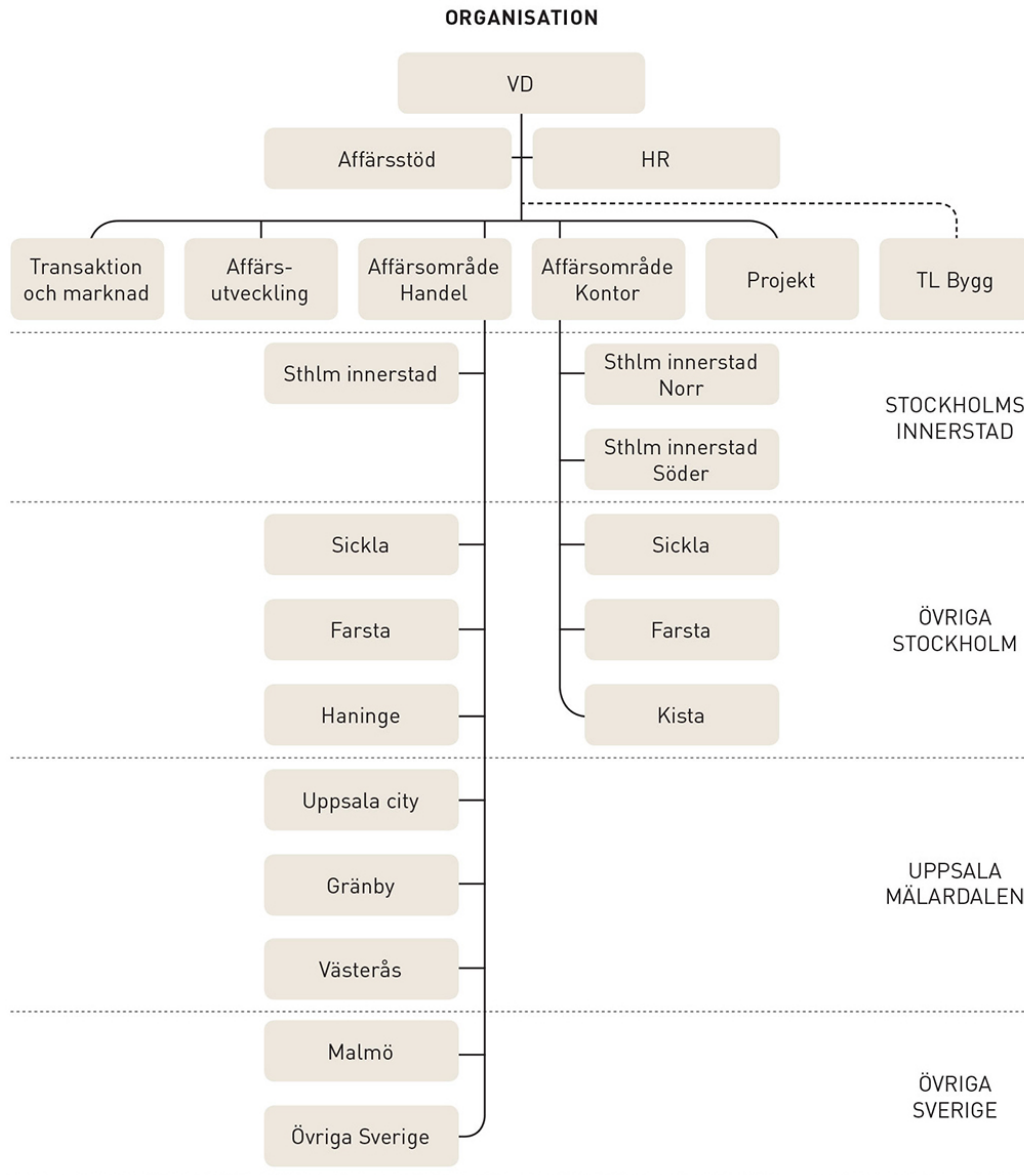 ORGANISATION
VD
Affärsstöd
HR
Transaktion
och marknad
Affärs-
utveckling
Affärsområde
Handel
Affärsområde
Kontor
Projekt
TL Bygg
Sthlm innerstad
Sthlm innerstad
Norr
Sthlm innerstad
Söder
STOCKHOLMS
INNERSTAD
Sickla
Sickla
Farsta
Farsta
Haninge
Kista
ÖVRIGA
STOCKHOLM
Uppsala city
Gränby
Västerås
UPPSALA
MÄLARDALEN
Malmö
Övriga Sverige
ÖVRIGA
SVERIGE